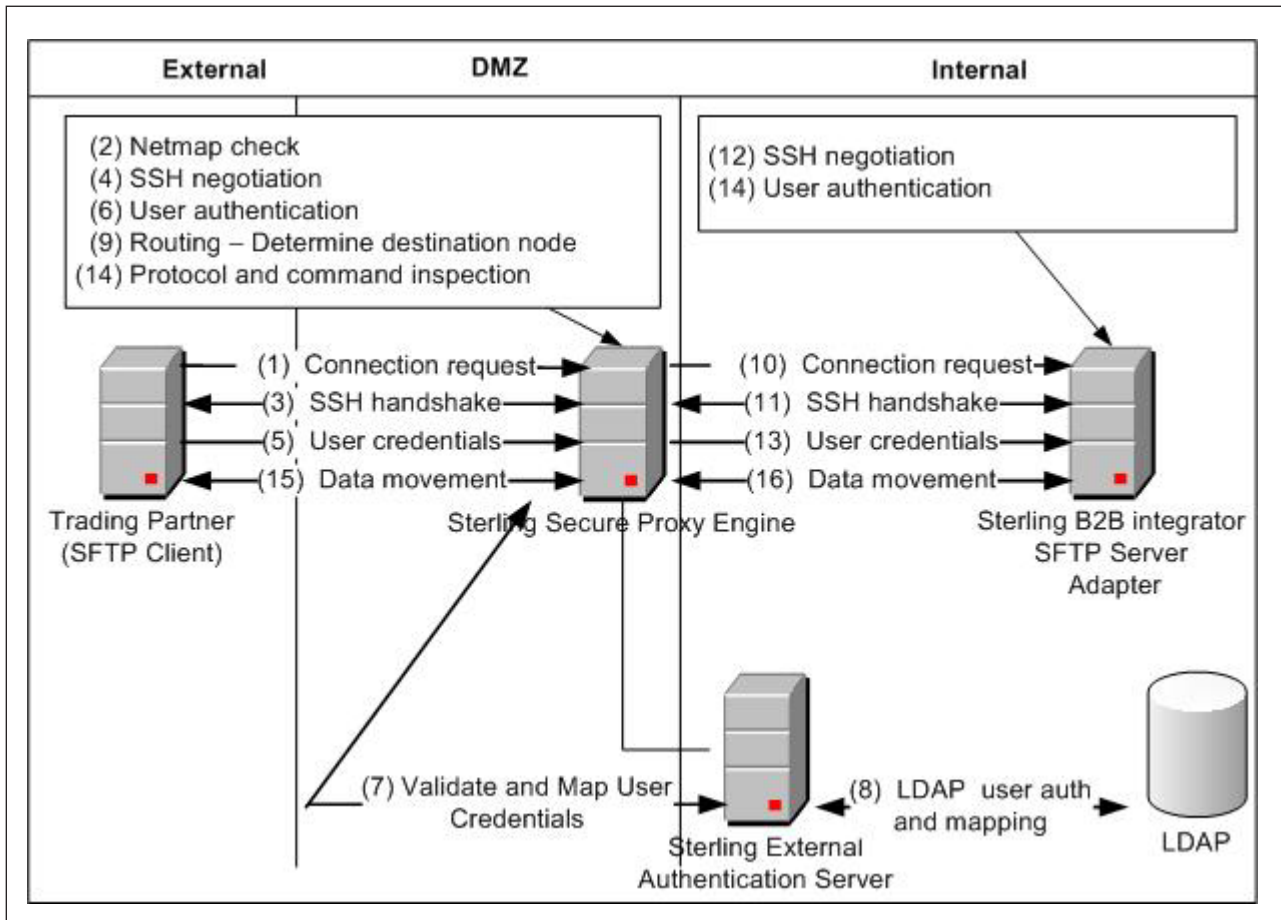 External
DMZ
Internal
(2) Netmap check
(4) SSH negotiation
(6) User authentication
(9) Routing – Determine destination node
(14) Protocol and command inspection
(12) SSH negotiation
(14) User authentication
(1) Connection request
(3) SSH handshake
(5) User credentials
(15) Data movement
(10) Connection request
(11) SSH handshake
(13) User credentials
(16) Data movement
Trading Partner
(SFTP Client)
Sterling Secure Proxy Engine
Sterling B2B integrator
SFTP Server
Adapter
(7) Validate and Map User
Credentials
(8) LDAP user auth
and mapping
Sterling External
Authentication Server
LDAP